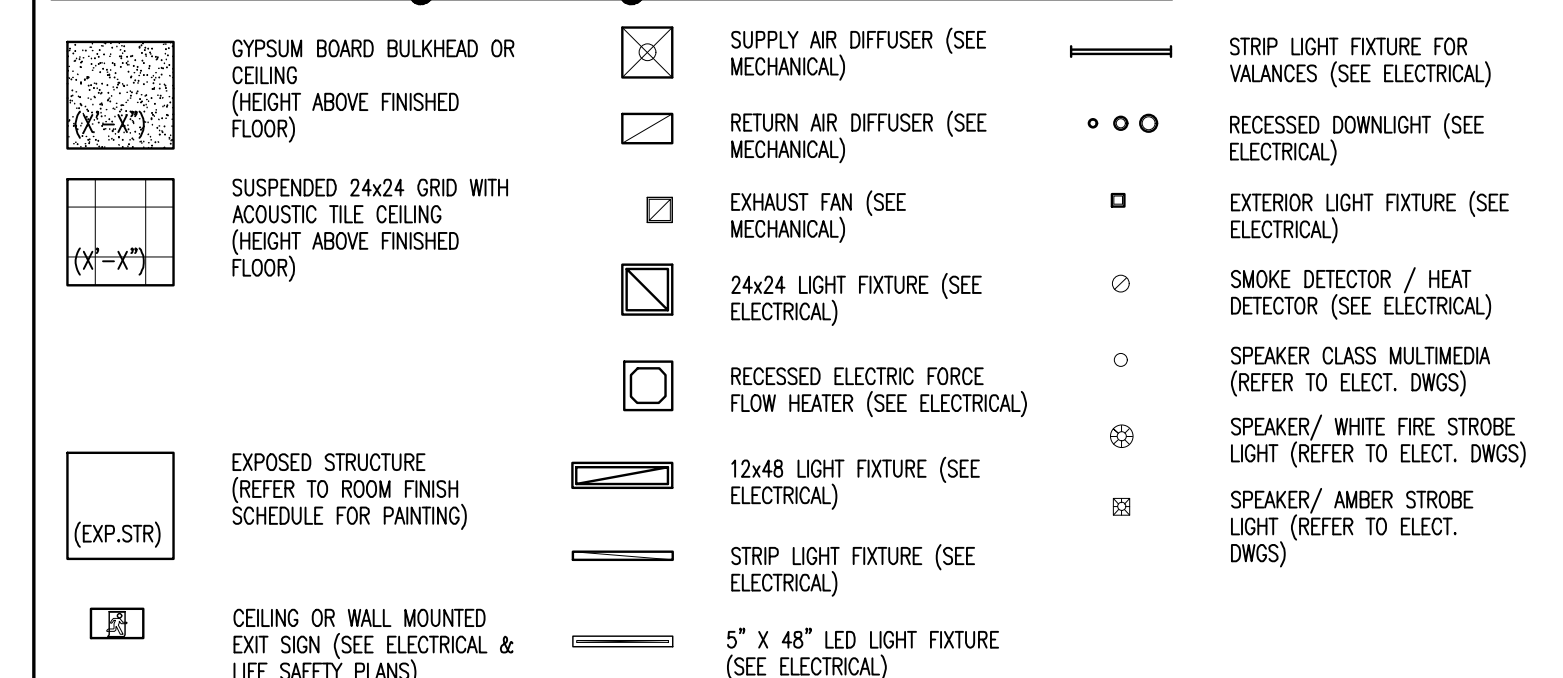 GYPSUM BOARD BULKHEAD OR
CEILING
(HEIGHT ABOVE FINISHED
FLOOR)
(X'-X")
SUSPENDED 24x24 GRID WITH
ACOUSTIC TILE CEILING
(HEIGHT ABOVE FINISHED
FLOOR)
(X'-X")
EXPOSED STRUCTURE
(REFER TO ROOM FINISH
SCHEDULE FOR PAINTING)
(EXP.STR)
CEILING OR WALL MOUNTED
EXIT SIGN (SEE ELECTRICAL &
LIFE SAFETY PLANS)
SUPPLY AIR DIFFUSER (SEE
MECHANICAL)
RETURN AIR DIFFUSER (SEE
MECHANICAL)
EXHAUST FAN (SEE
MECHANICAL)
24x24 LIGHT FIXTURE (SEE
ELECTRICAL)
RECESSED ELECTRIC FORCE
FLOW HEATER (SEE ELECTRICAL)
12x48 LIGHT FIXTURE (SEE
ELECTRICAL)
STRIP LIGHT FIXTURE (SEE
ELECTRICAL)
5" X 48" LED LIGHT FIXTURE
(SEE ELECTRICAL)
STRIP LIGHT FIXTURE FOR
VALANCES (SEE ELECTRICAL)
RECESSED DOWNLIGHT (SEE
ELECTRICAL)
EXTERIOR LIGHT FIXTURE (SEE
ELECTRICAL)
SMOKE DETECTOR / HEAT
DETECTOR (SEE ELECTRICAL)
SPEAKER CLASS MULTIMEDIA
(REFER TO ELECT. DWGS)
SPEAKER/ WHITE FIRE STROBE
LIGHT (REFER TO ELECT. DWGS)
SPEAKER/ AMBER STROBE
LIGHT (REFER TO ELECT.
DWGS)